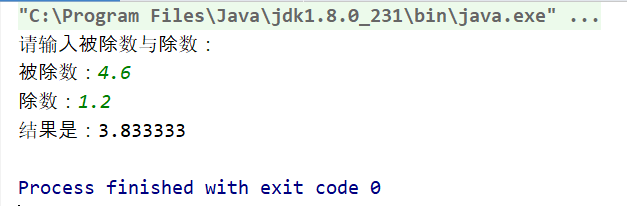 "C:\Program Files\Java\jdk1.8.0_231\bin\java.exe" ...
请输入被除数与除数：
被除数：4.6
除数：1.2
结果是：3.833333
Process finished with exit code 0